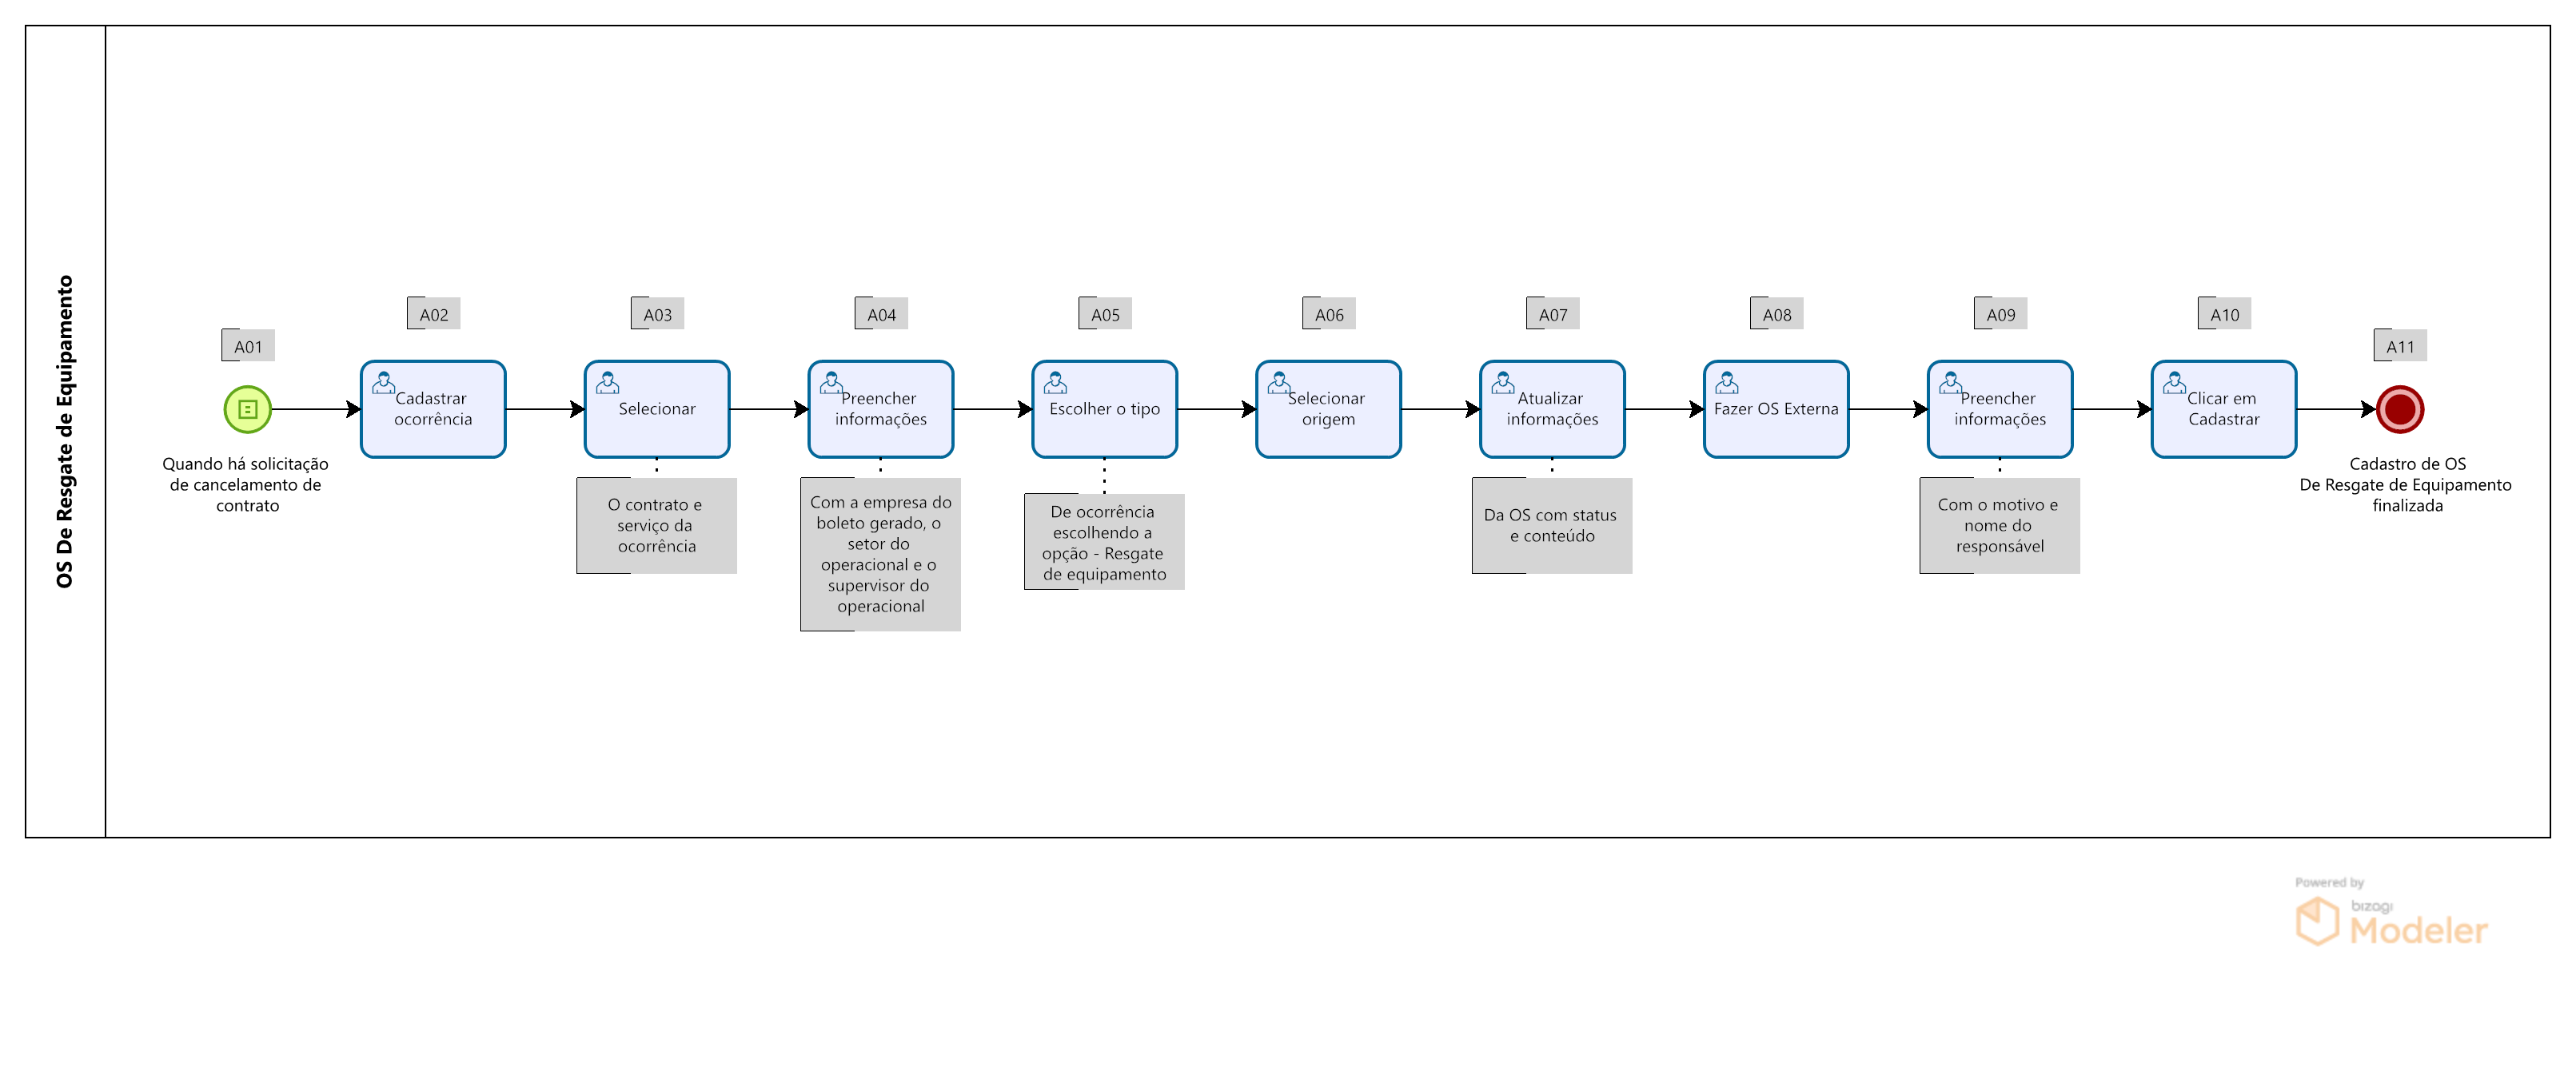 OS De Resgate de Equipamento
A01
Quando há solicitação
de cancelamento de
contrato
A02
Cadastrar
ocorrência
A03
Selecionar
O contrato e
serviço da
ocorrência
A04
Preencher
informações
Com a empresa do
boleto gerado, o
setor do
operacional e o
supervisor do
operacional
A05
Escolher o tipo
De ocorrência
escolhendo a
opção - Resgate
de equipamento
A06
Selecionar
origem
A07
Atualizar
informações
Da OS com status
e conteúdo
A08
Fazer OS Externa
A09
Preencher
informações
Com o motivo e
nome do
responsável
A10
Clicar em
Cadastrar
A11
Cadastro de OS
De Resgate de Equipamento
finalizada
Powered by
bizagi
Modeler